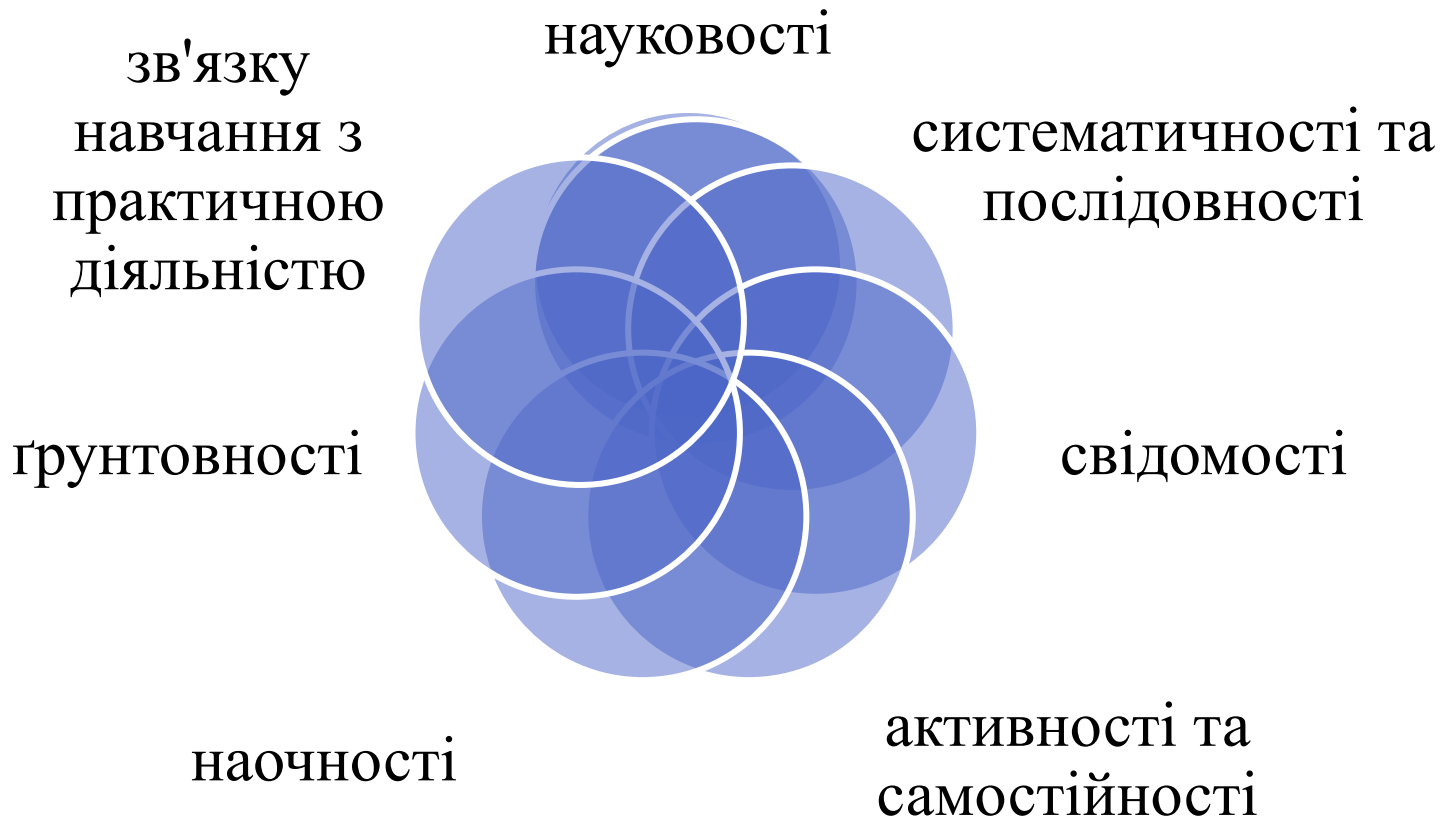 науковості
систематичності та
послідовності
свідомості
активності та
самостійності
наочності
ґрунтовності
зв'язку
навчання з
практичною
діяльністю